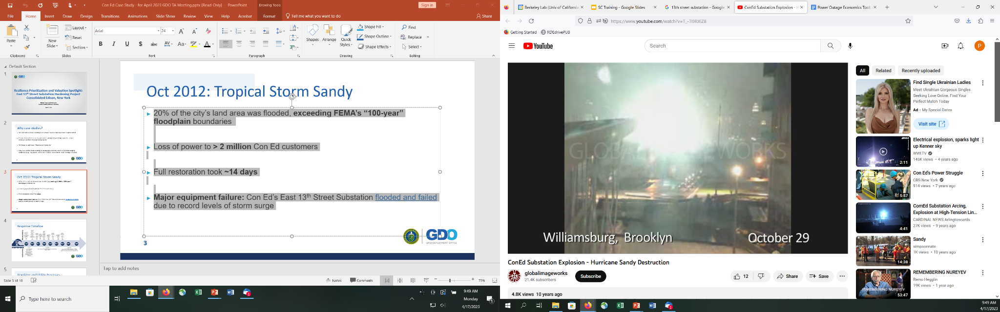 Con Ed Case Study - for April 2023 GDO TA Meeting.pptx [Read-Only] - PowerPoint
Drawing Tools
Sign in
File Home Insert Draw Design Transitions Animations Slide Show Review View Help Acrobat Format Tell me what you want to do Share
Paste
Clipboard
New
Slide
Layout
Reset
Section
Slides
Arial 24
Font
Paragraph
Shapes Arrange Quick
Styles
Shape Fill
Shape Outline
Shape Effects
Drawing
Find
Replace
Select
Editing
Default Section
1
GDO
Resilience Prioritization and Valuation Spotlight:
East 13th Street Substation Hardening Project
Consolidated Edison, New York
2
Why case studies?
GDO
3
Oct 2012: Tropical Storm Sandy
GDO
4
Response Timeline
GDO
5
Regulator and Utility Processes
Oct 2012: Tropical Storm Sandy
20% of the city's land area was flooded, exceeding FEMA's "100-year"
floodplain boundaries
Loss of power to > 2 million Con Ed customers
Full restoration took ~14 days
Major equipment failure: Con Ed's East 13th Street Substation flooded and failed
due to record levels of storm surge
3
GDO
GRID DEPLOYMENT OFFICE
Tap to add notes
Slide 3 of 10
Notes Comments 75%
Type here to search
9:49 AM
Monday
4/17/2023
Berkeley Lab (Univ of California
SC Training - Google Slides
13th street substation - Google
ConEd Substation Explosion - H
Power Outage Economics Tool:
https://www.youtube.com/watch?v=T_-TI9RXiZ8
Getting Started RDEdrivePUB
YouTube
Search
P
GLOBALIMAGEWORKS
Williamsburg, Brooklyn October 29
ConEd Substation Explosion - Hurricane Sandy Destruction
globalimageworks
21.4K subscribers
Subscribe
12 Share Save
4.8K views 10 years ago
All Related Recently uploaded
Find Single Ukrainian Ladies
Meet Ukrainian Gorgeous Singles
Seeking Love Online. Find Your
Perfect Match Today
Ad · My Special Dates
Visit site
Electrical explosion, sparks light
up Kenner sky
WWLTV
145K views • 4 years ago
2:11
Con Ed's Power Struggle
CBS New York
914 views • 7 years ago
5:57
ComEd Substation Arcing,
Explosion at High-Tension Lin...
CARDINAL NEWS Arlingtoncards
27K views • 9 years ago
4:41
Sandy
simpsonnate
1K views • 10 years ago
14:38
REMEMBERING NUREYEV
Remo Hegglin
19K views • 1 year ago
REMEMBERING NUREYEV
53:47
9:49 AM
4/17/2023